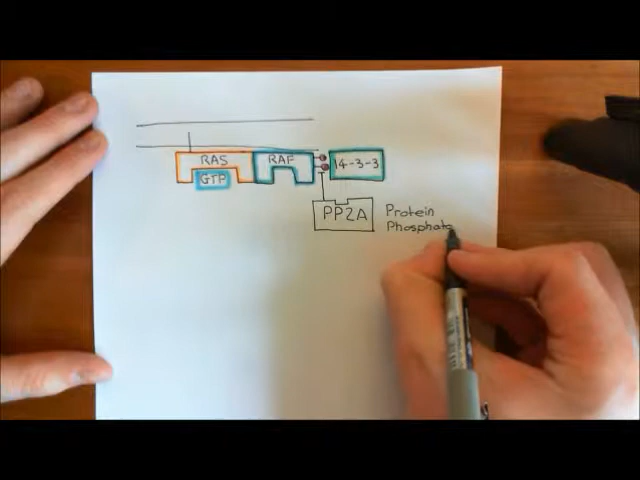 RAS
RAF
14-3-3
GTP
PP2A
Protein